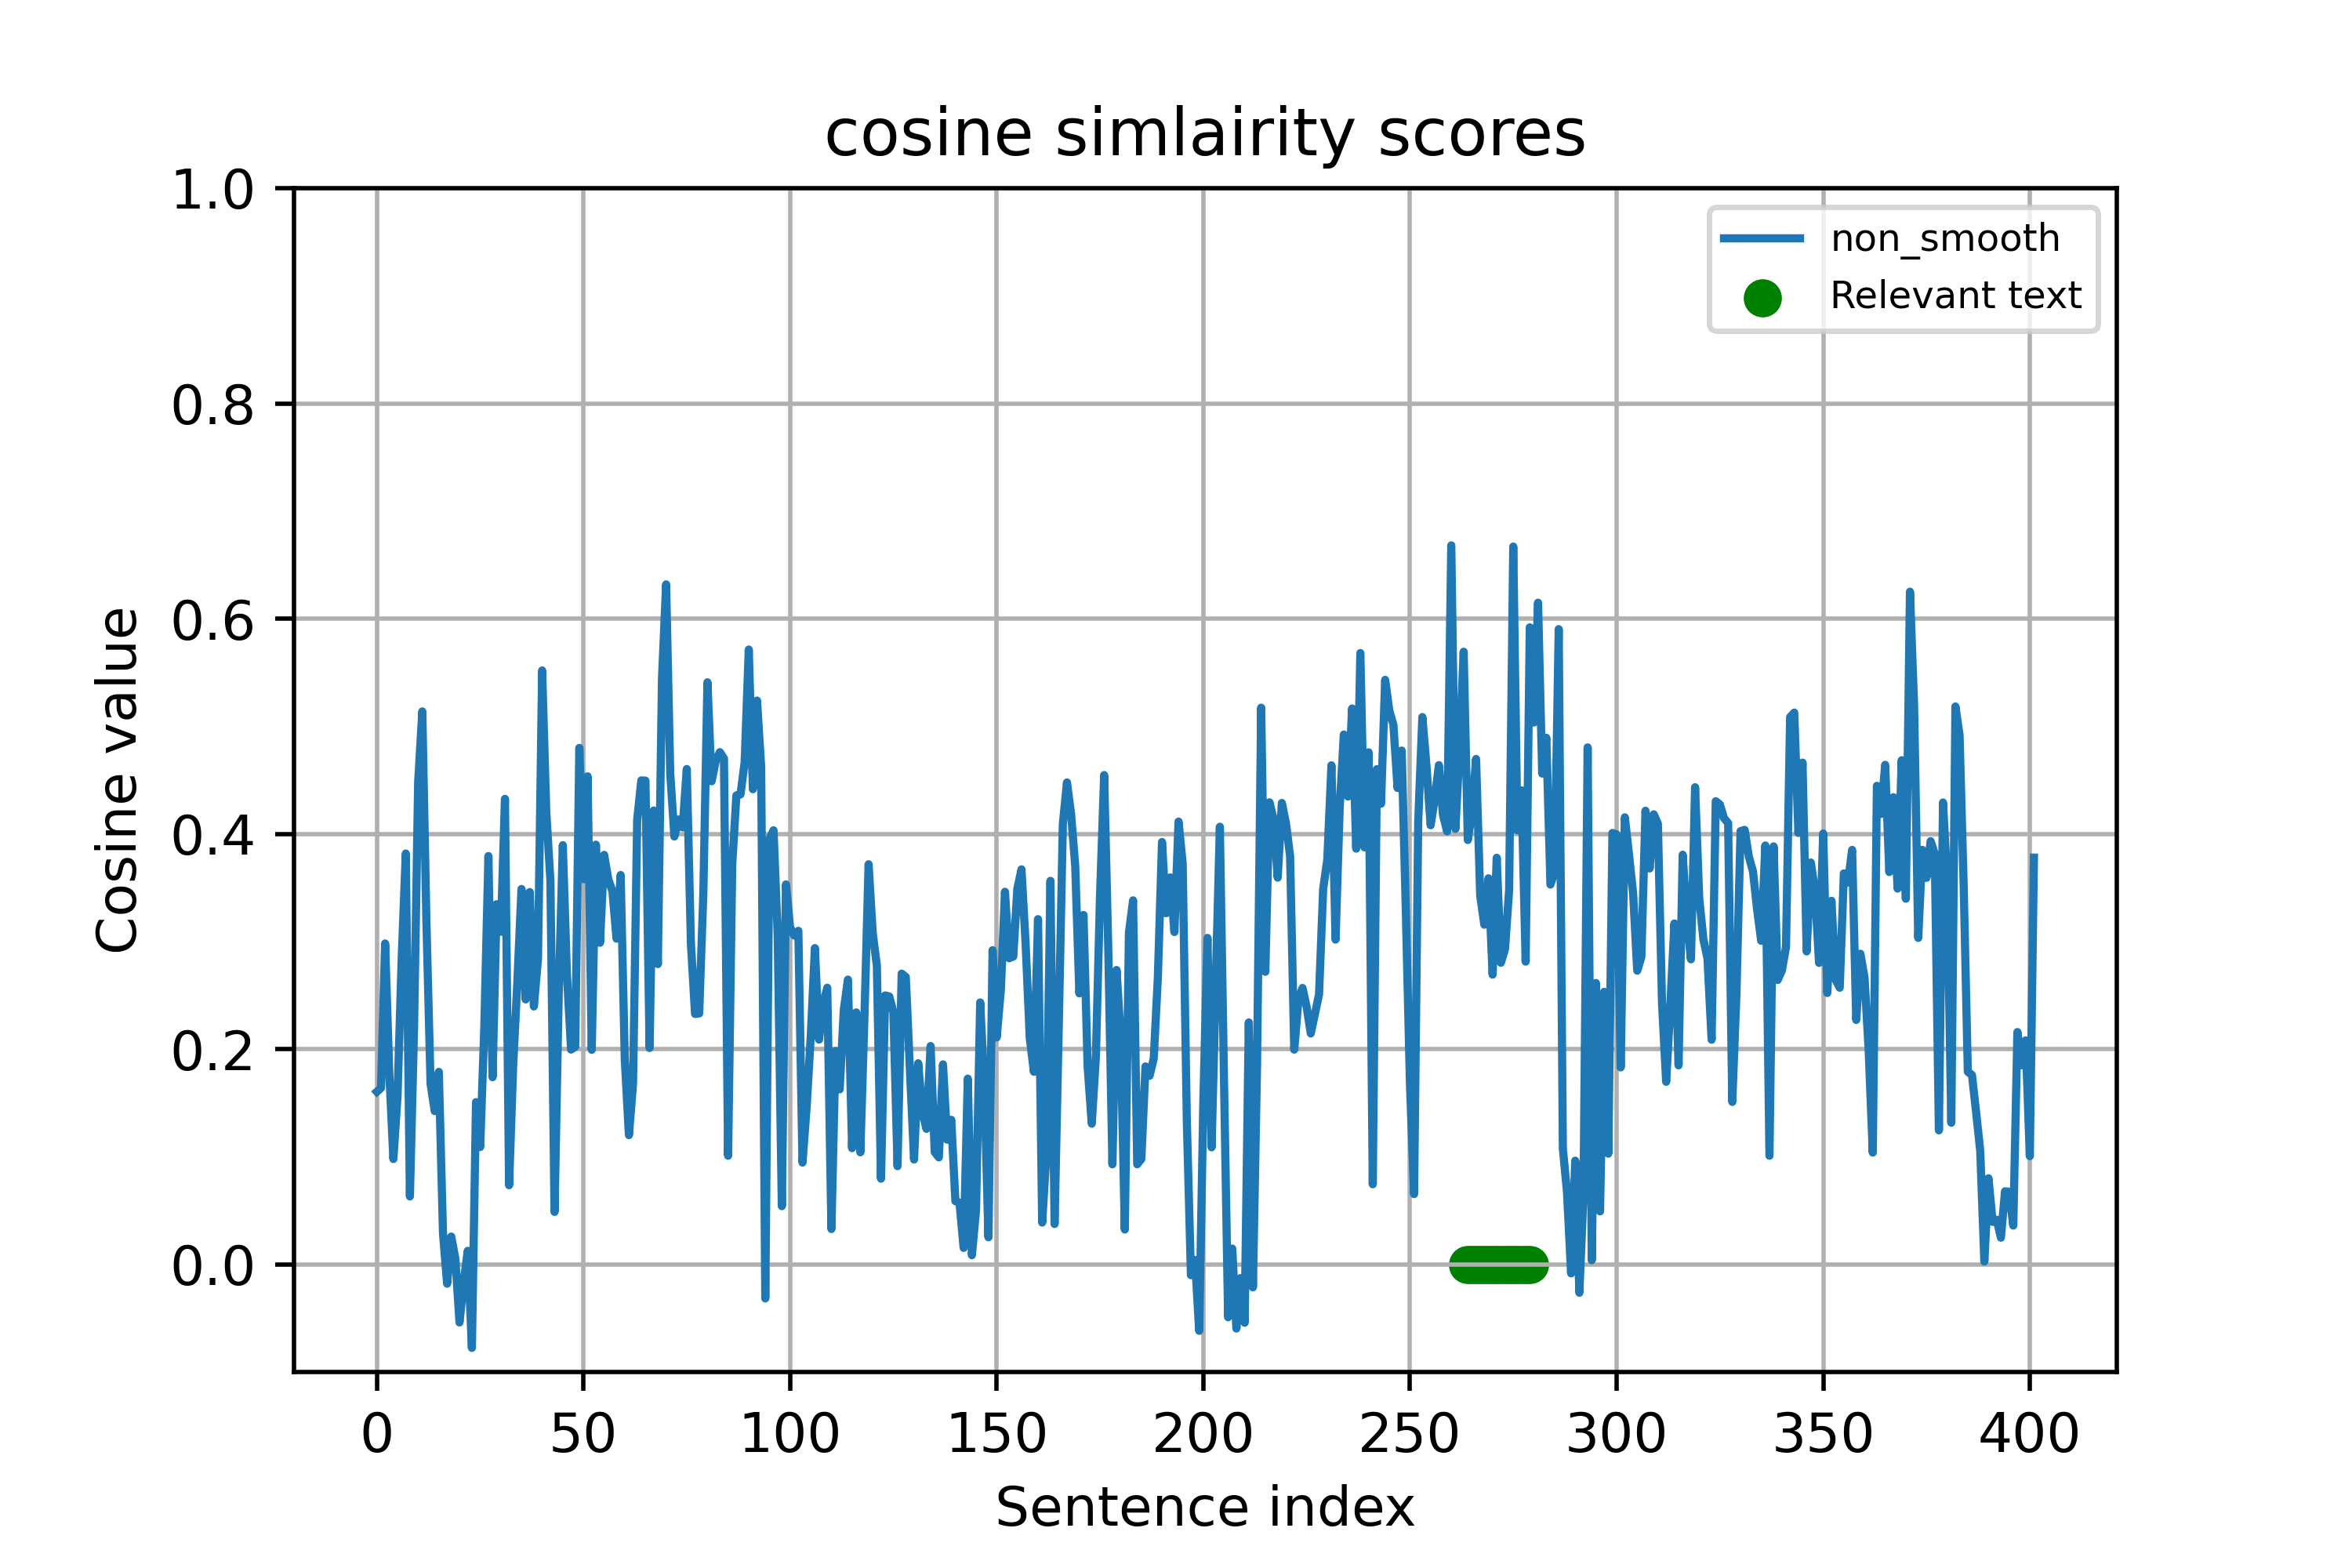 cosine simlairity scores
1.0
0.8
0.6
0.4
0.2
0.0
Cosine value
non_smooth
Relevant text
0 50 100 150 200 250 300 350 400
Sentence index